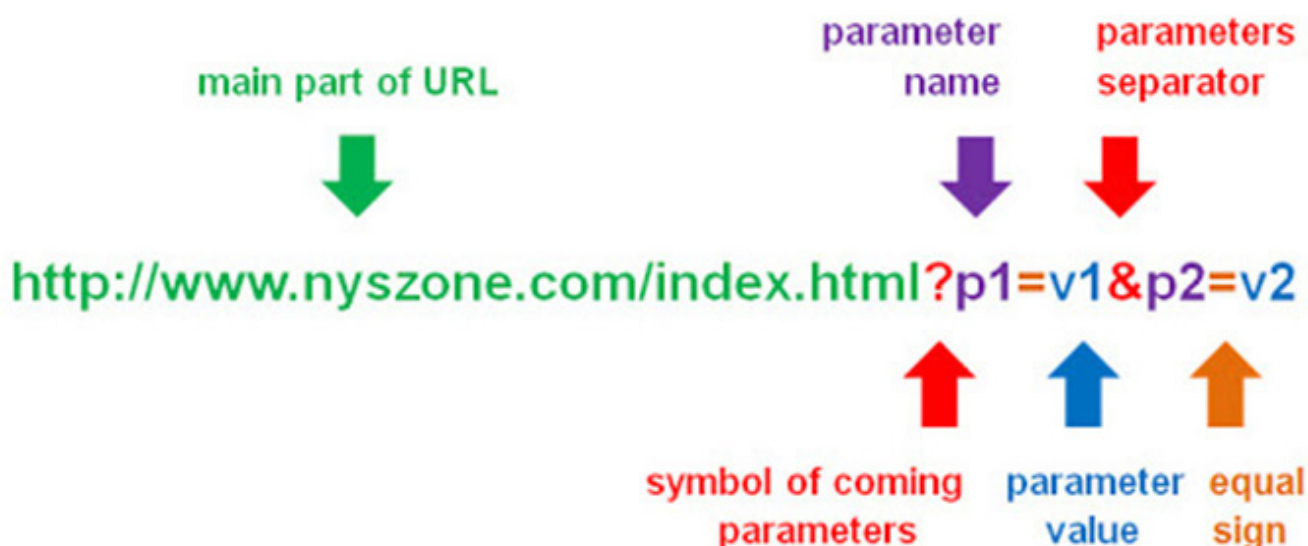 parameter
name
parameters
separator
main part of URL
http://www.nyszone.com/index.html?p1=v1&p2=v2
symbol of coming
parameters
parameter
value
equal
sign